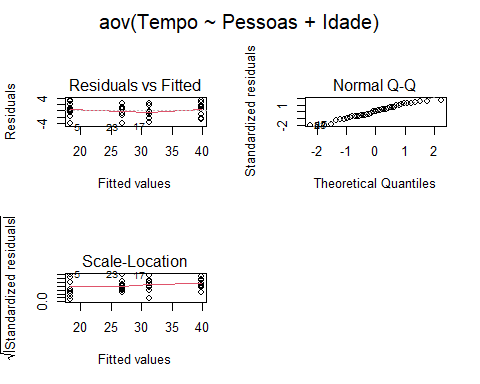 aov(Tempo ~ Pessoas + Idade)
Residuals vs Fitted
Residuals
4
-4
5
23
17
20 25 30 35 40
Fitted values
Normal Q-Q
Standardized residuals
1
-2
-2 -1 0 1 2
Theoretical Quantiles
Scale-Location
√|Standardized residuals|
0.0
5
23
17
20 25 30 35 40
Fitted values